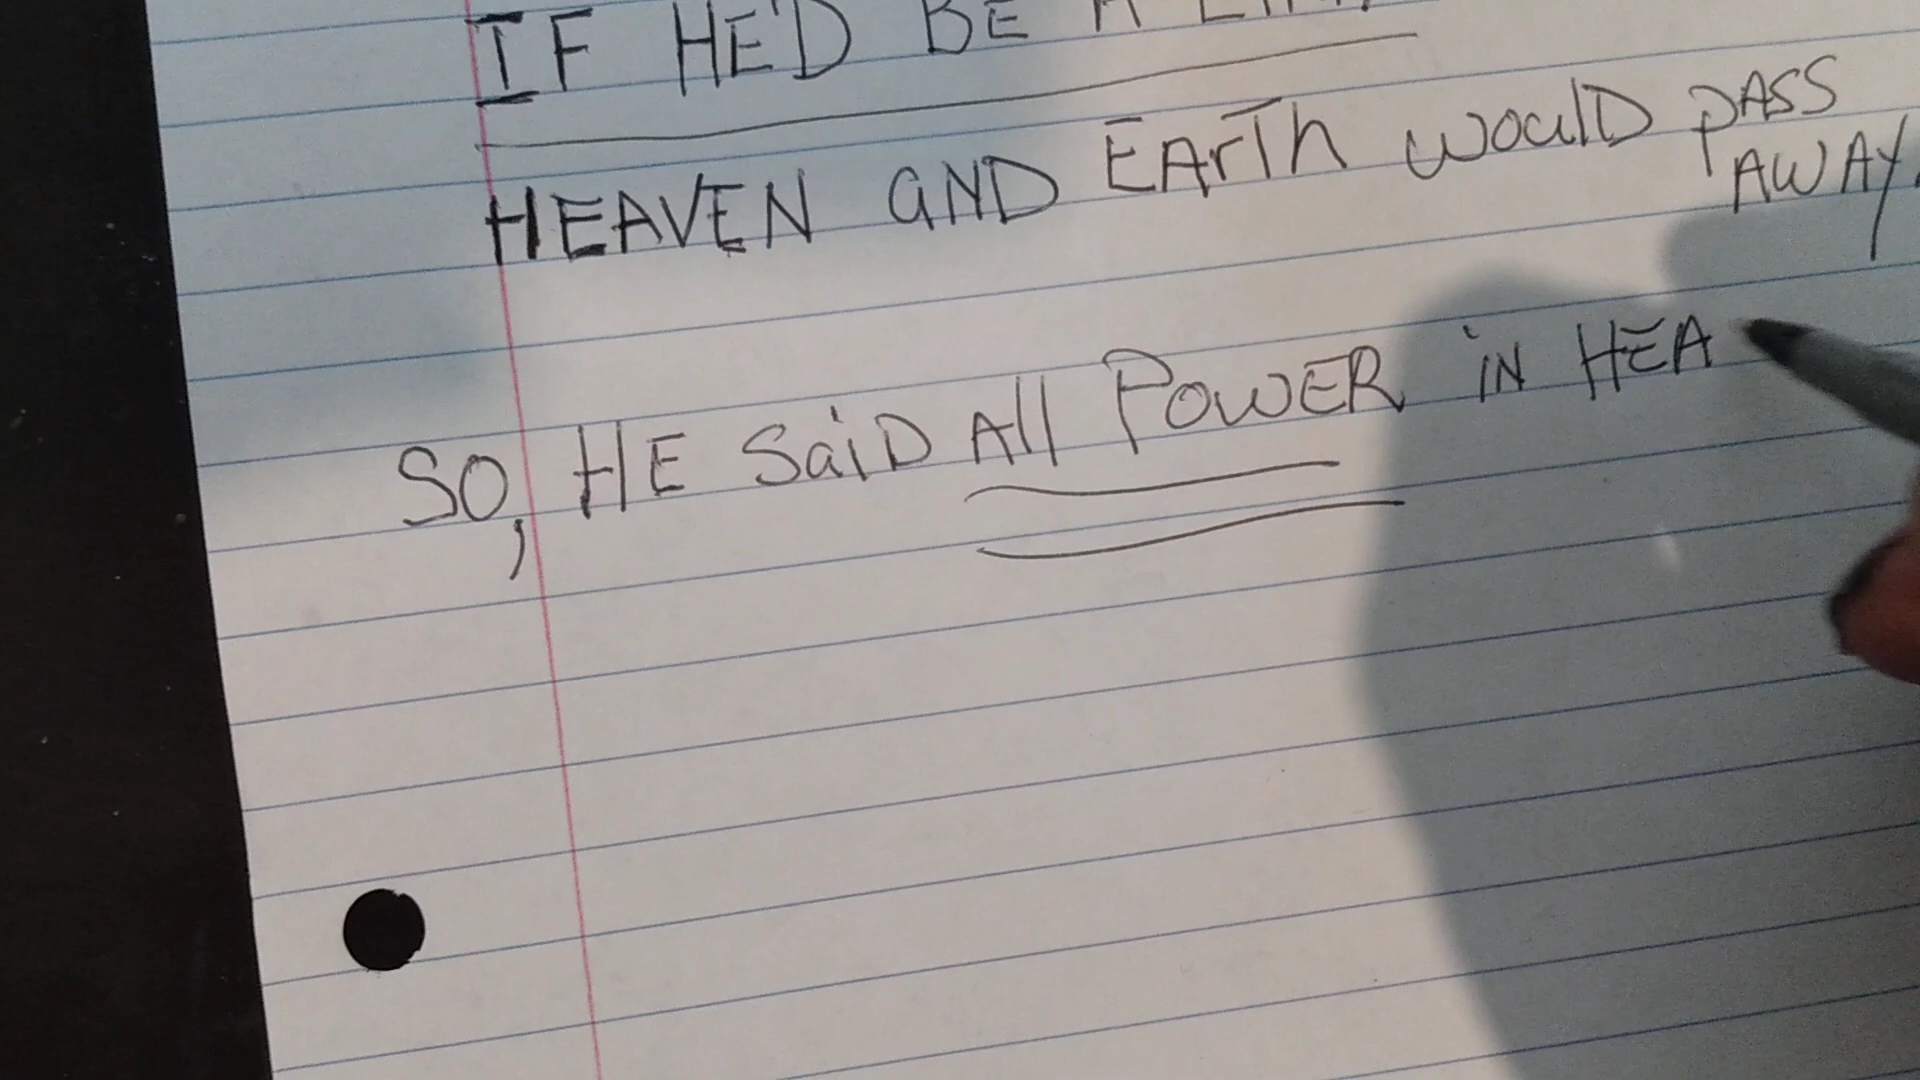 IF HE'D BE A
HEAVEN AND EARTh WoulD PASS
AWAY.
SO, HE SaiD All POWER iN HEA